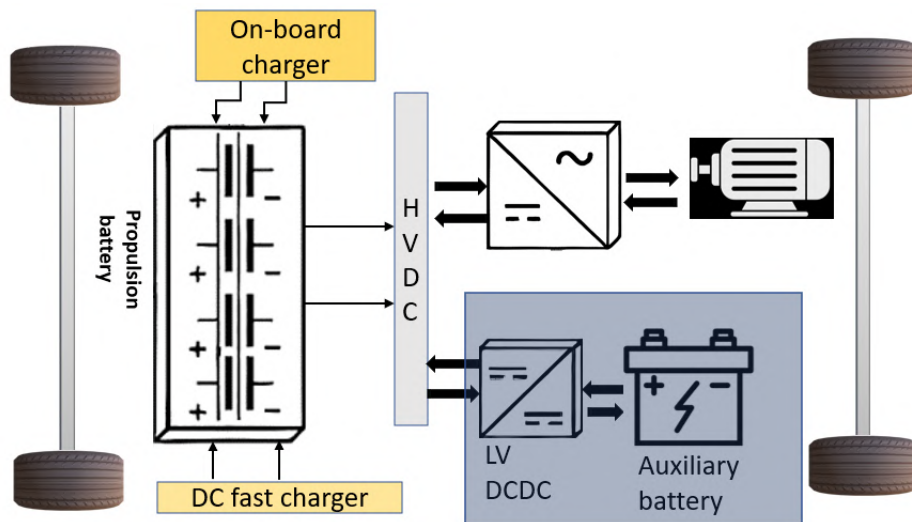 On-board
charger
Propulsion
battery
+ -
+ -
+ -
+ -
H
V
D
C
+ -
LV
DCDC
Auxiliary
battery
DC fast charger